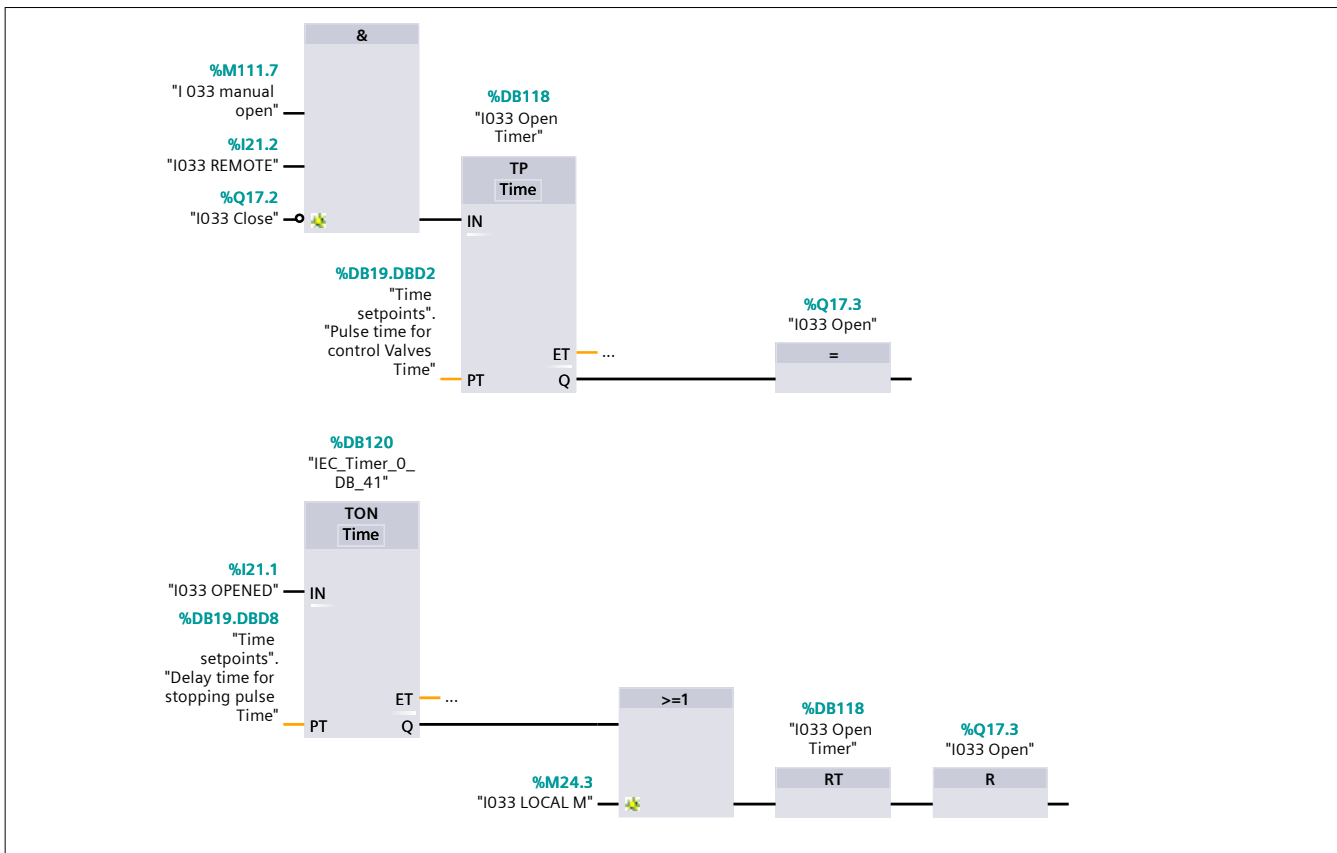 &
%M111.7
"I 033 manual
open"
%I21.2
"I033 REMOTE"
%Q17.2
"I033 Close"
%DB118
"I033 Open
Timer"
TP
Time
IN
%DB19.DBD2
"Time
setpoints".
"Pulse time for
control Valves
Time"
PT
ET
...
Q
%Q17.3
"I033 Open"
=
%DB120
"IEC_Timer_0_
DB_41"
TON
Time
%I21.1
"I033 OPENED"
IN
%DB19.DBD8
"Time
setpoints".
"Delay time for
stopping pulse
Time"
PT
ET
...
Q
>=1
%M24.3
"I033 LOCAL M"
%DB118
"I033 Open
Timer"
RT
%Q17.3
"I033 Open"
R